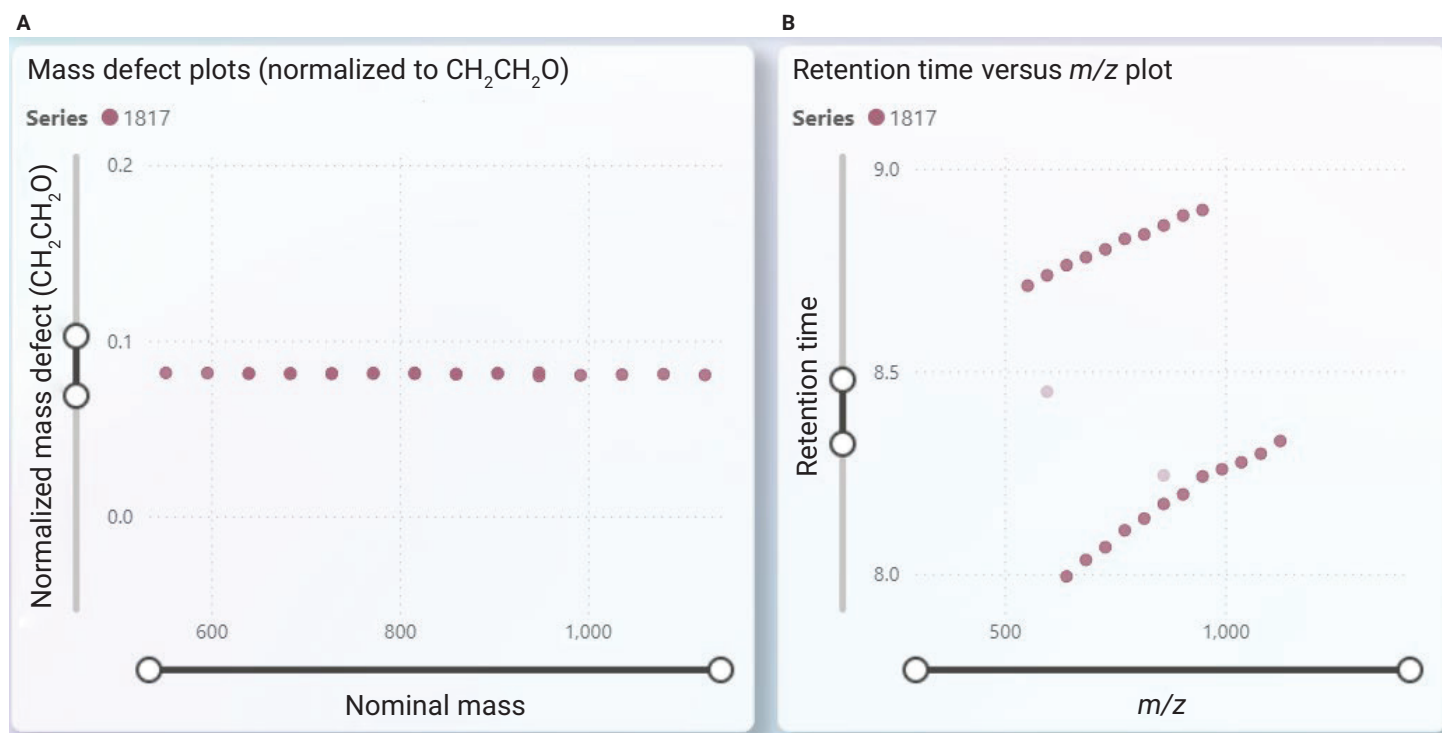 A
Mass defect plots (normalized to CH₂CH₂O)
Series 1817
Normalized mass defect (CH₂CH₂O)
0.2
0.1
0.0
600 800 1,000
Nominal mass
B
Retention time versus m/z plot
Series 1817
Retention time
9.0
8.5
8.0
500 1,000
m/z